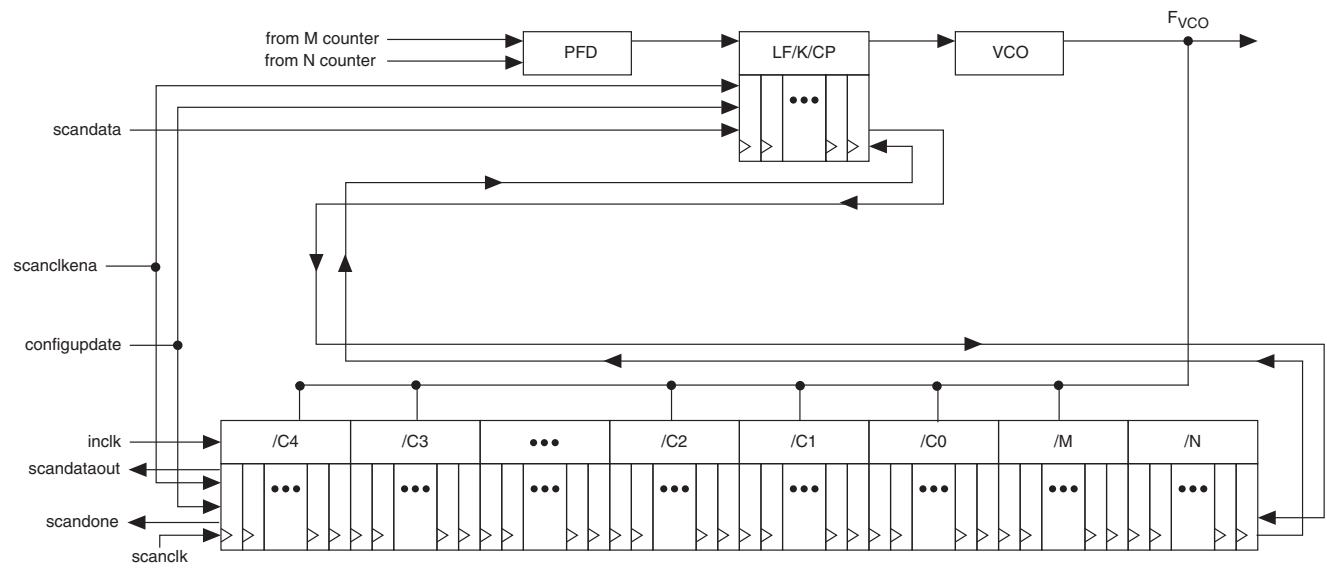 F_VCO
from M counter
from N counter
PFD
LF/K/CP
VCO
scandata
scanclkena
configupdate
inclk
/C4
/C3
/C2
/C1
/C0
/M
/N
scandataout
scandone
scanclk